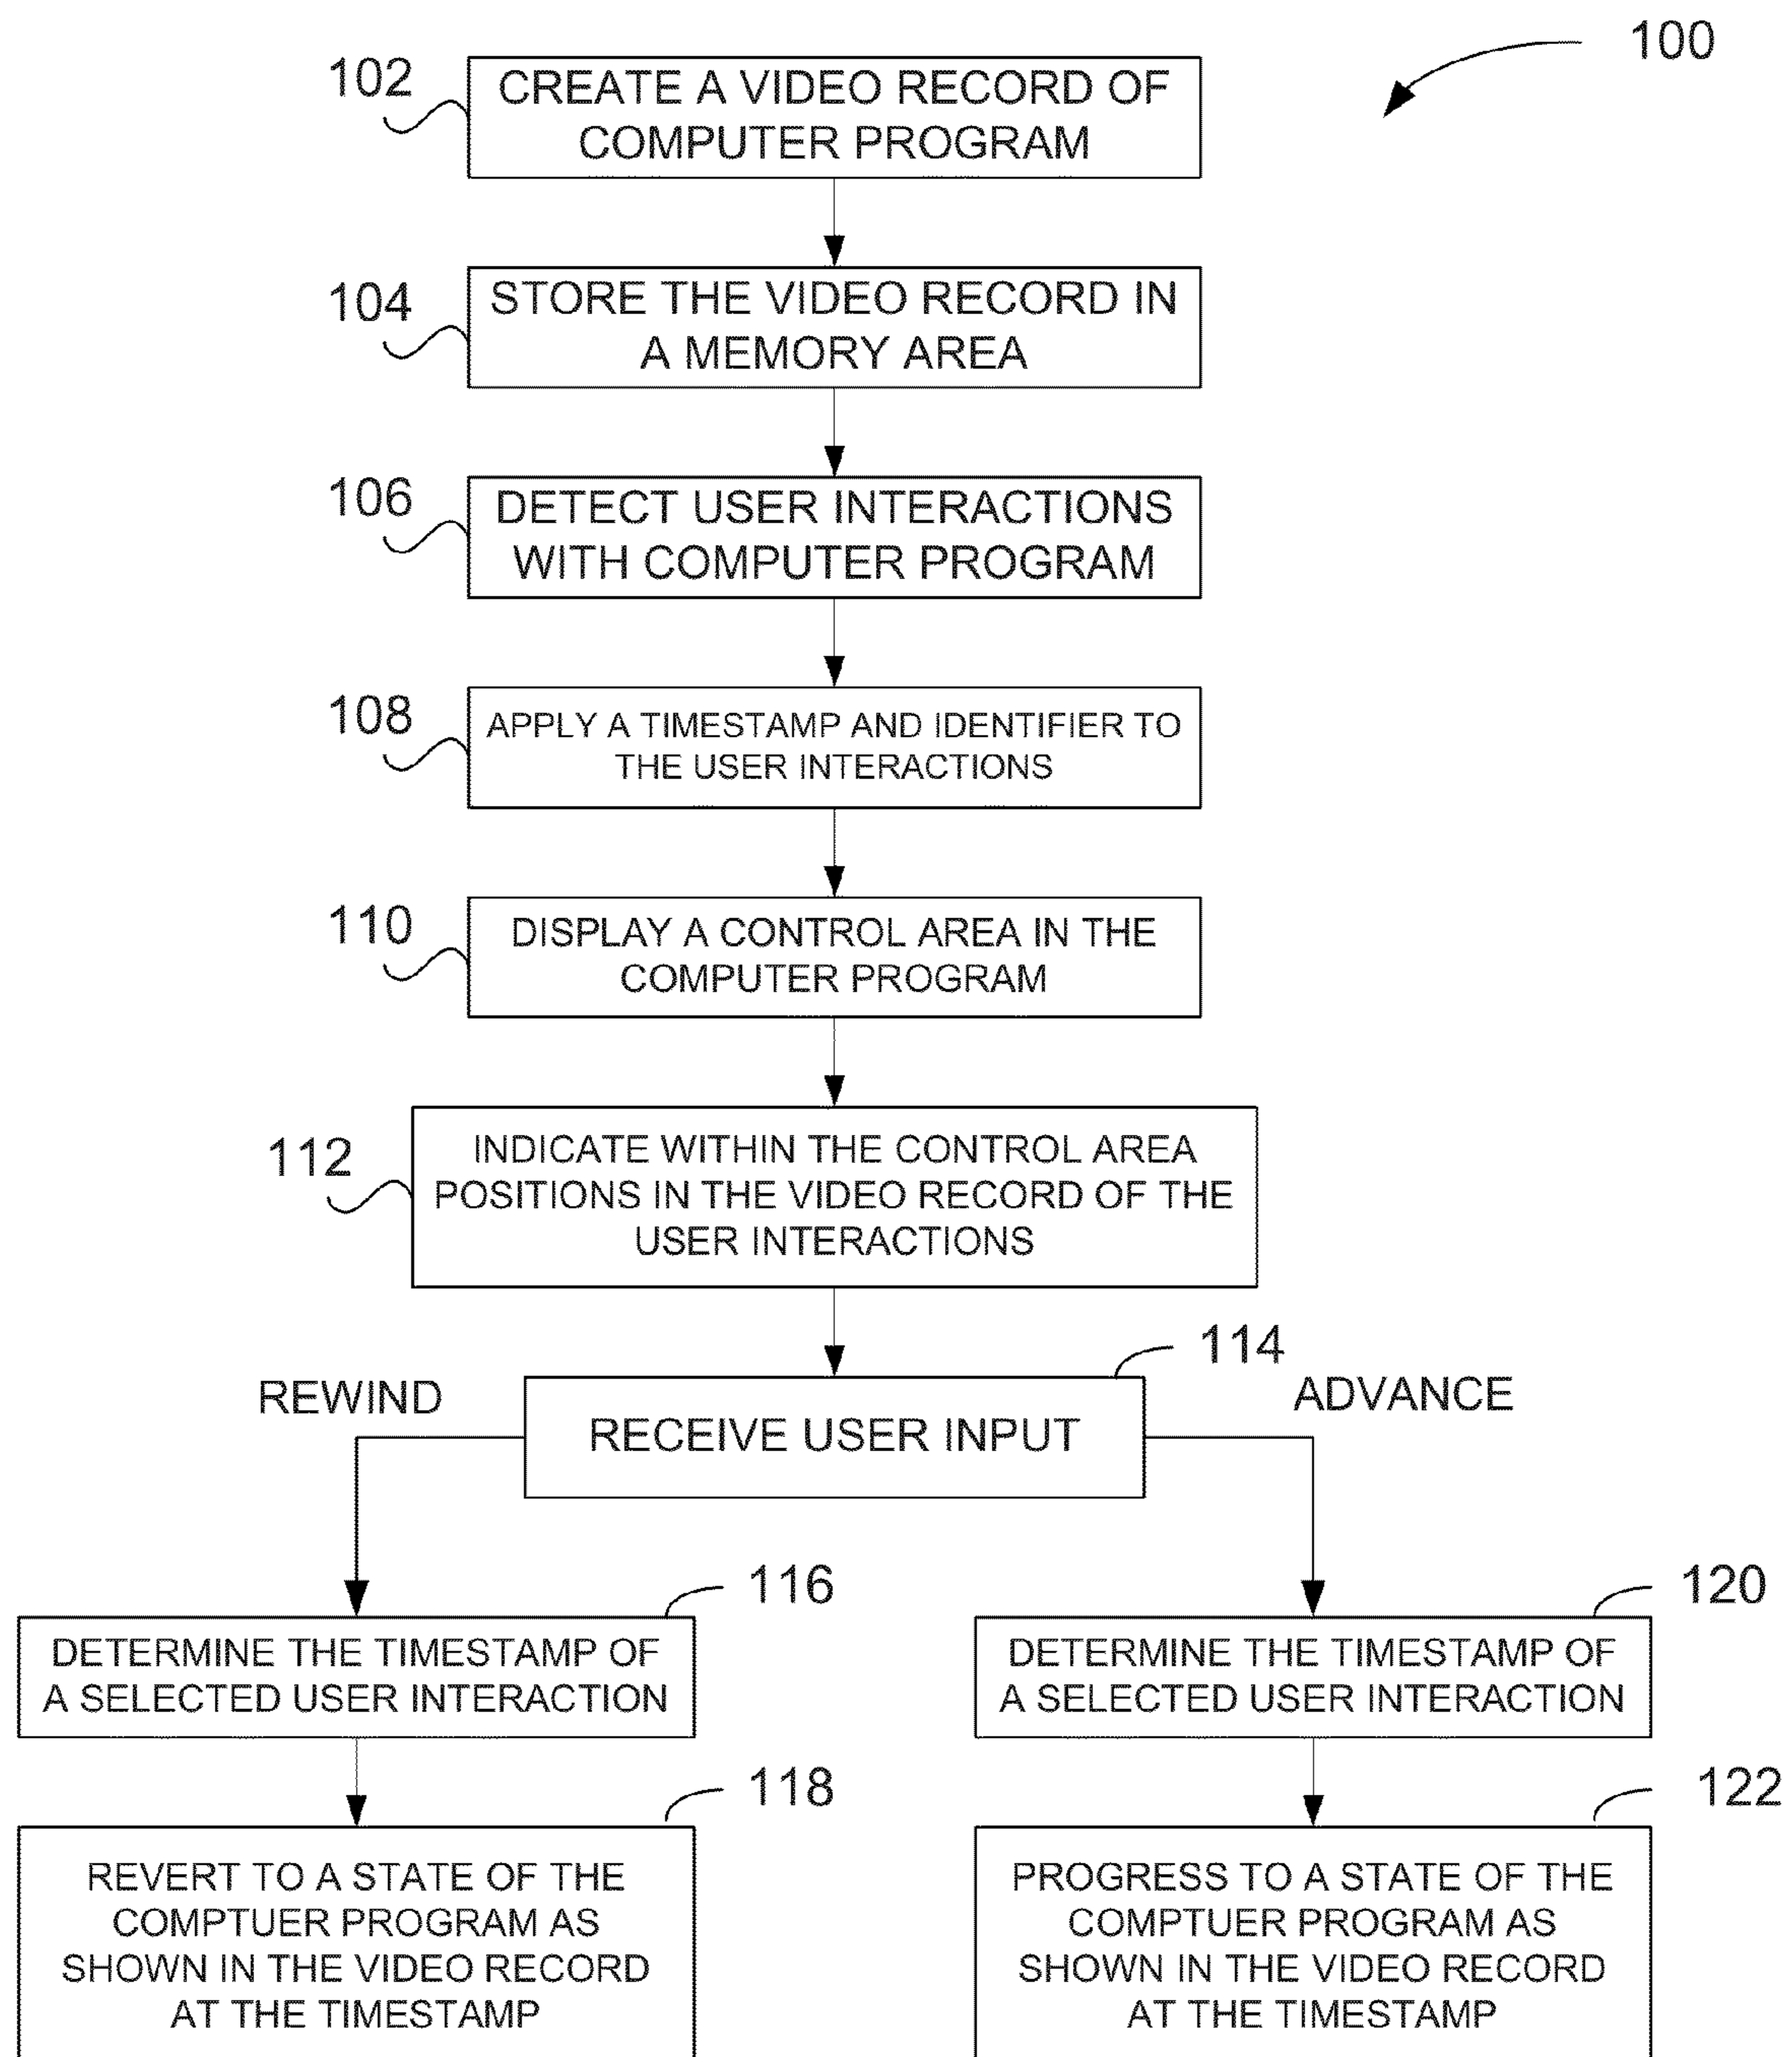 100
102
CREATE A VIDEO RECORD OF
COMPUTER PROGRAM
104
STORE THE VIDEO RECORD IN
A MEMORY AREA
106
DETECT USER INTERACTIONS
WITH COMPUTER PROGRAM
108
APPLY A TIMESTAMP AND IDENTIFIER TO
THE USER INTERACTIONS
110
DISPLAY A CONTROL AREA IN THE
COMPUTER PROGRAM
112
INDICATE WITHIN THE CONTROL AREA
POSITIONS IN THE VIDEO RECORD OF THE
USER INTERACTIONS
114
REWIND
RECEIVE USER INPUT
ADVANCE
116
DETERMINE THE TIMESTAMP OF
A SELECTED USER INTERACTION
118
REVERT TO A STATE OF THE
COMPTUER PROGRAM AS
SHOWN IN THE VIDEO RECORD
AT THE TIMESTAMP
120
DETERMINE THE TIMESTAMP OF
A SELECTED USER INTERACTION
122
PROGRESS TO A STATE OF THE
COMPTUER PROGRAM AS
SHOWN IN THE VIDEO RECORD
AT THE TIMESTAMP